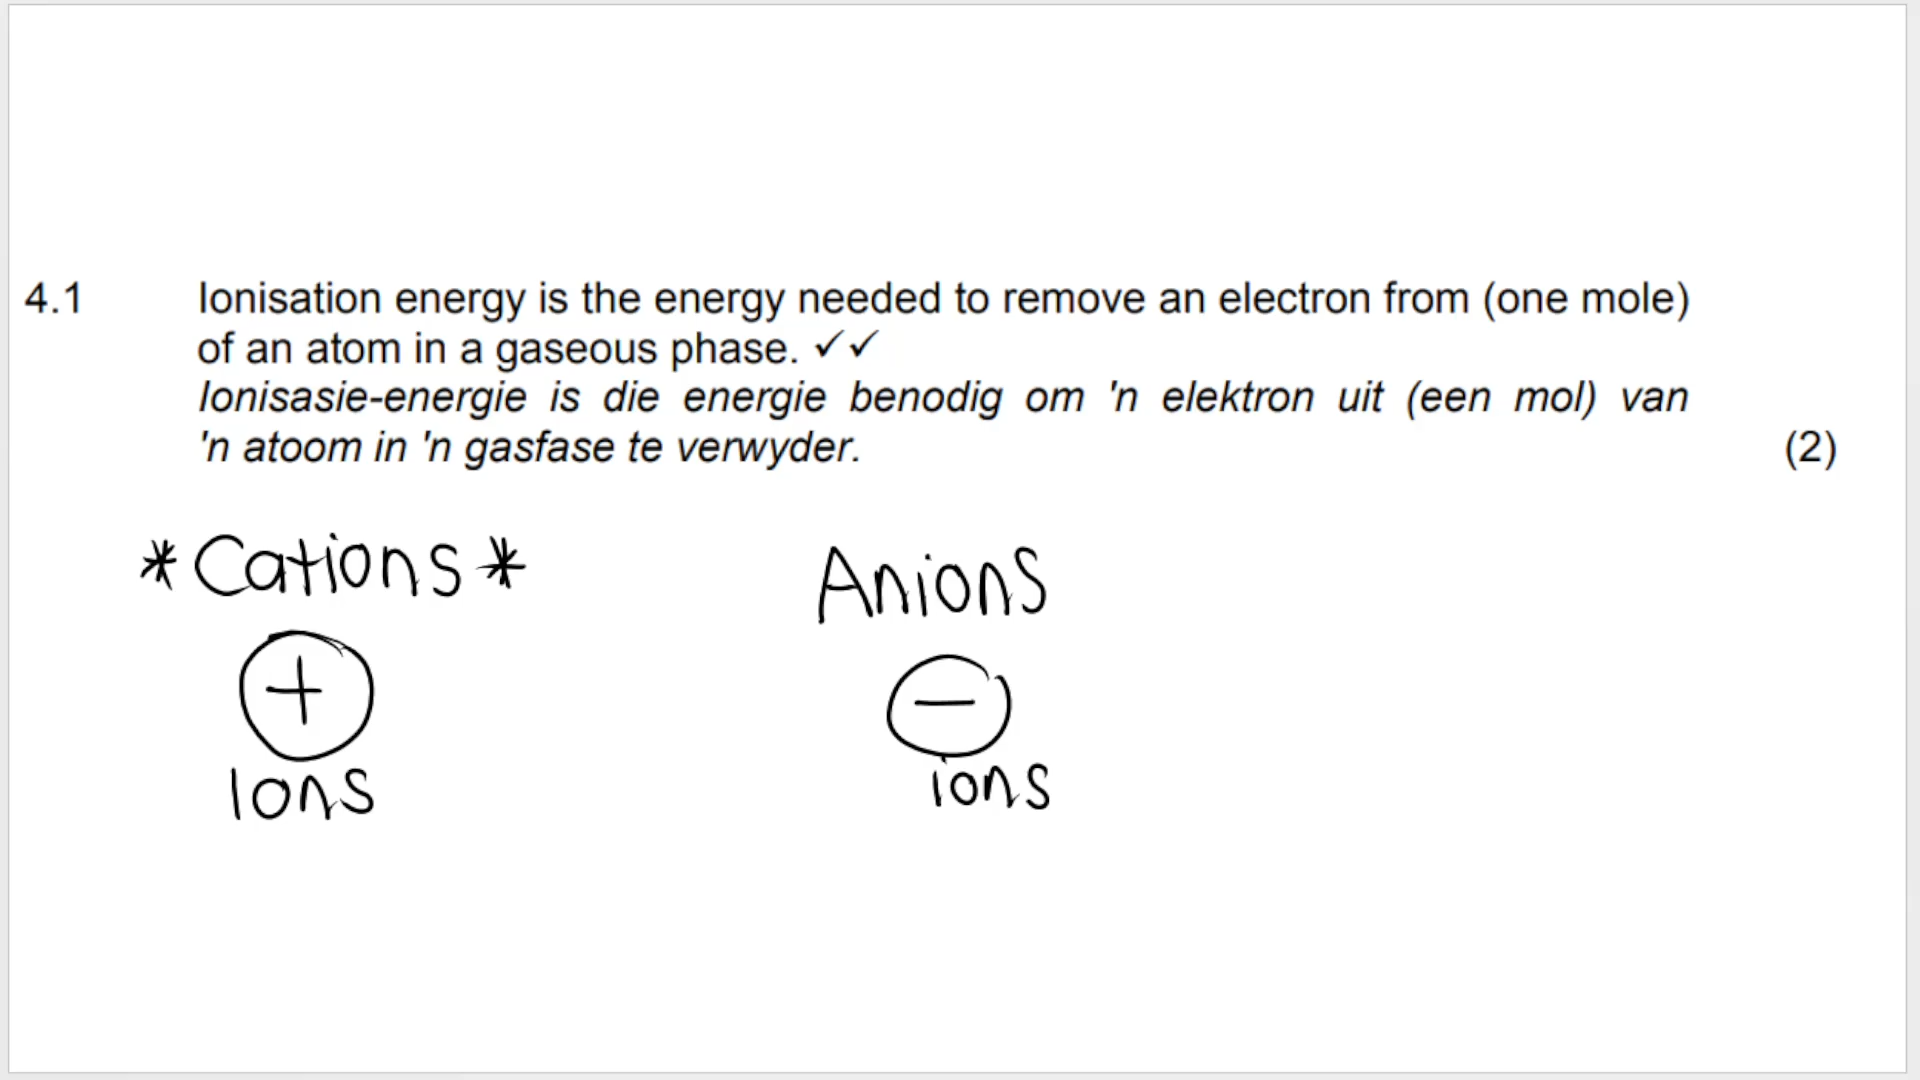 4.1 Ionisation energy is the energy needed to remove an electron from (one mole)
of an atom in a gaseous phase. ✓✓
Ionisasie-energie is die energie benodig om 'n elektron uit (een mol) van
'n atoom in 'n gasfase te verwyder. (2)
*Cations* Anions
+ −
Ions ions